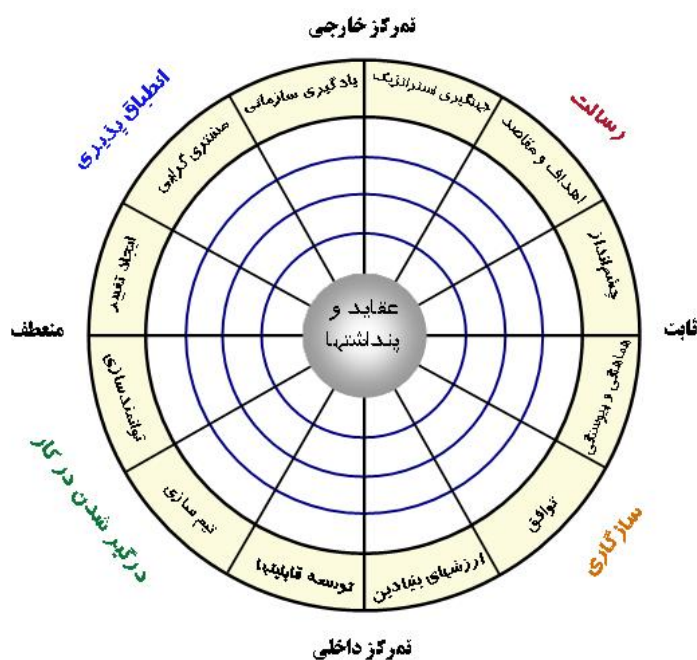 تمرکز خارجی
انطباق پذیری
رسالت
یادگیری سازمانی
جهتگیری استراتژیک
مشتری گرایی
اهداف و مقاصد
ایجاد تغییر
چشم‌انداز
عقاید و
پنداشتها
منعطف
ثابت
توانمندسازی
هماهنگی و پیوستگی
تیم سازی
توافق
توسعه قابلیتها
ارزشهای بنیادین
درگیر شدن در کار
سازگاری
تمرکز داخلی